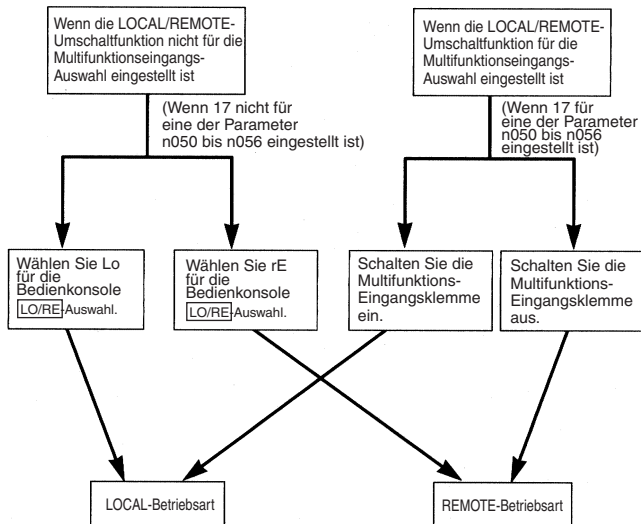 Wenn die LOCAL/REMOTE-
Umschaltfunktion nicht für die
Multifunktionseingangs-
Auswahl eingestellt ist
Wenn die LOCAL/REMOTE-
Umschaltfunktion für die
Multifunktionseingangs-
Auswahl eingestellt ist
(Wenn 17 nicht für
eine der Parameter
n050 bis n056 eingestellt ist)
(Wenn 17 für
eine der Parameter
n050 bis n056
eingestellt ist)
Wählen Sie Lo
für die
Bedienkonsole
LO/RE-Auswahl.
Wählen Sie rE
für die
Bedienkonsole
LO/RE-Auswahl.
Schalten Sie die
Multifunktions-
Eingangsklemme
ein.
Schalten Sie die
Multifunktions-
Eingangsklemme
aus.
LOCAL-Betriebsart
REMOTE-Betriebsart